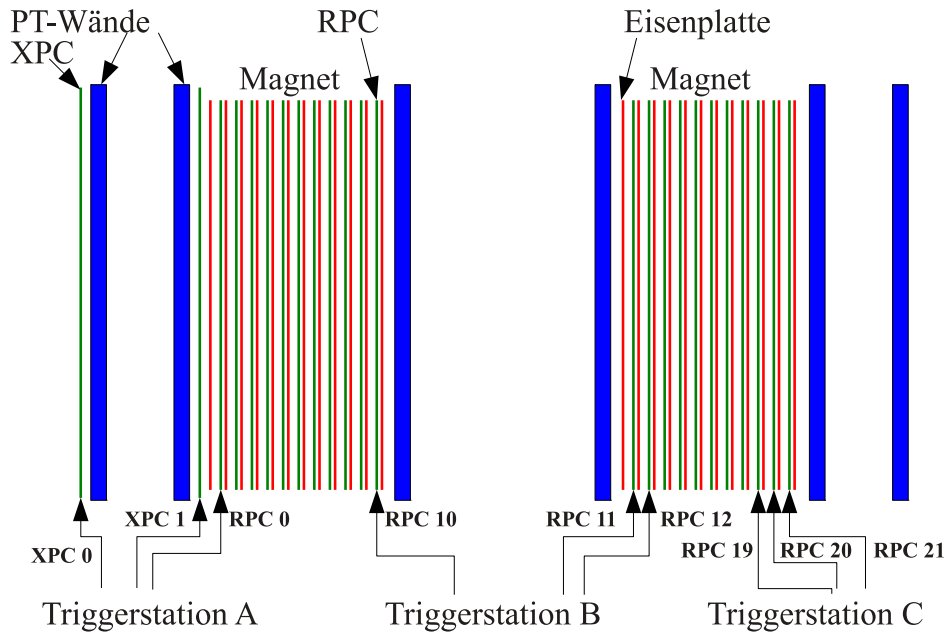 PT-Wände
XPC
RPC
Eisenplatte
Magnet
Magnet
XPC 0
XPC 1
RPC 0
RPC 10
RPC 11
RPC 12
RPC 19
RPC 20
RPC 21
Triggerstation A
Triggerstation B
Triggerstation C